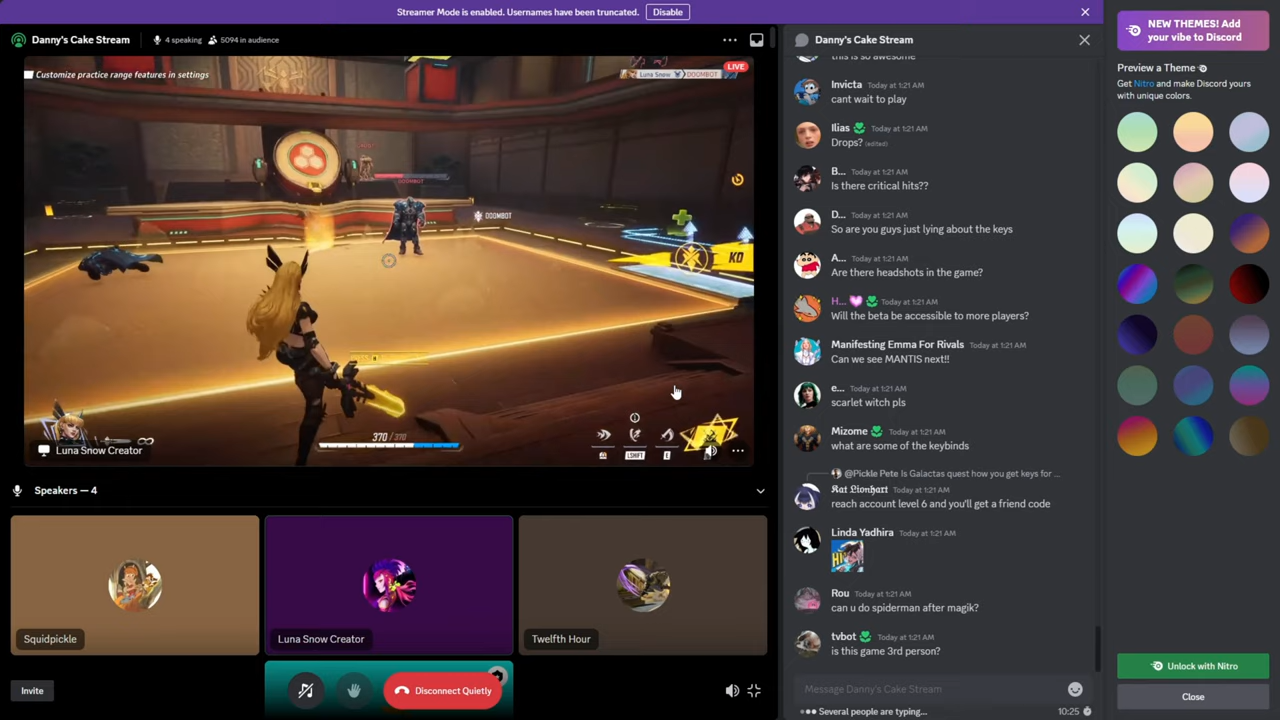 Streamer Mode is enabled. Usernames have been truncated.
Disable
Danny's Cake Stream
4 speaking
5094 in audience
Customize practice range features in settings
Luna Snow
DOOMBOT
LIVE
DOOMBOT
DOOMBOT
KO
370 / 370
LSHIFT
E
Luna Snow Creator
Speakers — 4
Squidpickle
Luna Snow Creator
Twelfth Hour
Invite
Disconnect Quietly
Danny's Cake Stream
this is so awesome
Invicta Today at 1:21 AM
cant wait to play
Ilias Today at 1:21 AM
Drops? (edited)
B... Today at 1:21 AM
Is there critical hits??
D... Today at 1:21 AM
So are you guys just lying about the keys
A... Today at 1:21 AM
Are there headshots in the game?
H... Today at 1:21 AM
Will the beta be accessible to more players?
Manifesting Emma For Rivals Today at 1:21 AM
Can we see MANTIS next!!
e... Today at 1:21 AM
scarlet witch pls
Mizome Today at 1:21 AM
what are some of the keybinds
@Pickle Pete Is Galactas quest how you get keys for ...
𝕶𝖆𝖙 𝕷𝖎𝖔𝖓𝖍𝖆𝖗𝖙 Today at 1:21 AM
reach account level 6 and you'll get a friend code
Linda Yadhira Today at 1:21 AM
Rou Today at 1:21 AM
can u do spiderman after magik?
tvbot Today at 1:21 AM
is this game 3rd person?
Message Danny's Cake Stream
Several people are typing...
10:25
NEW THEMES! Add
your vibe to Discord
Preview a Theme
Get Nitro and make Discord yours
with unique colors.
Unlock with Nitro
Close